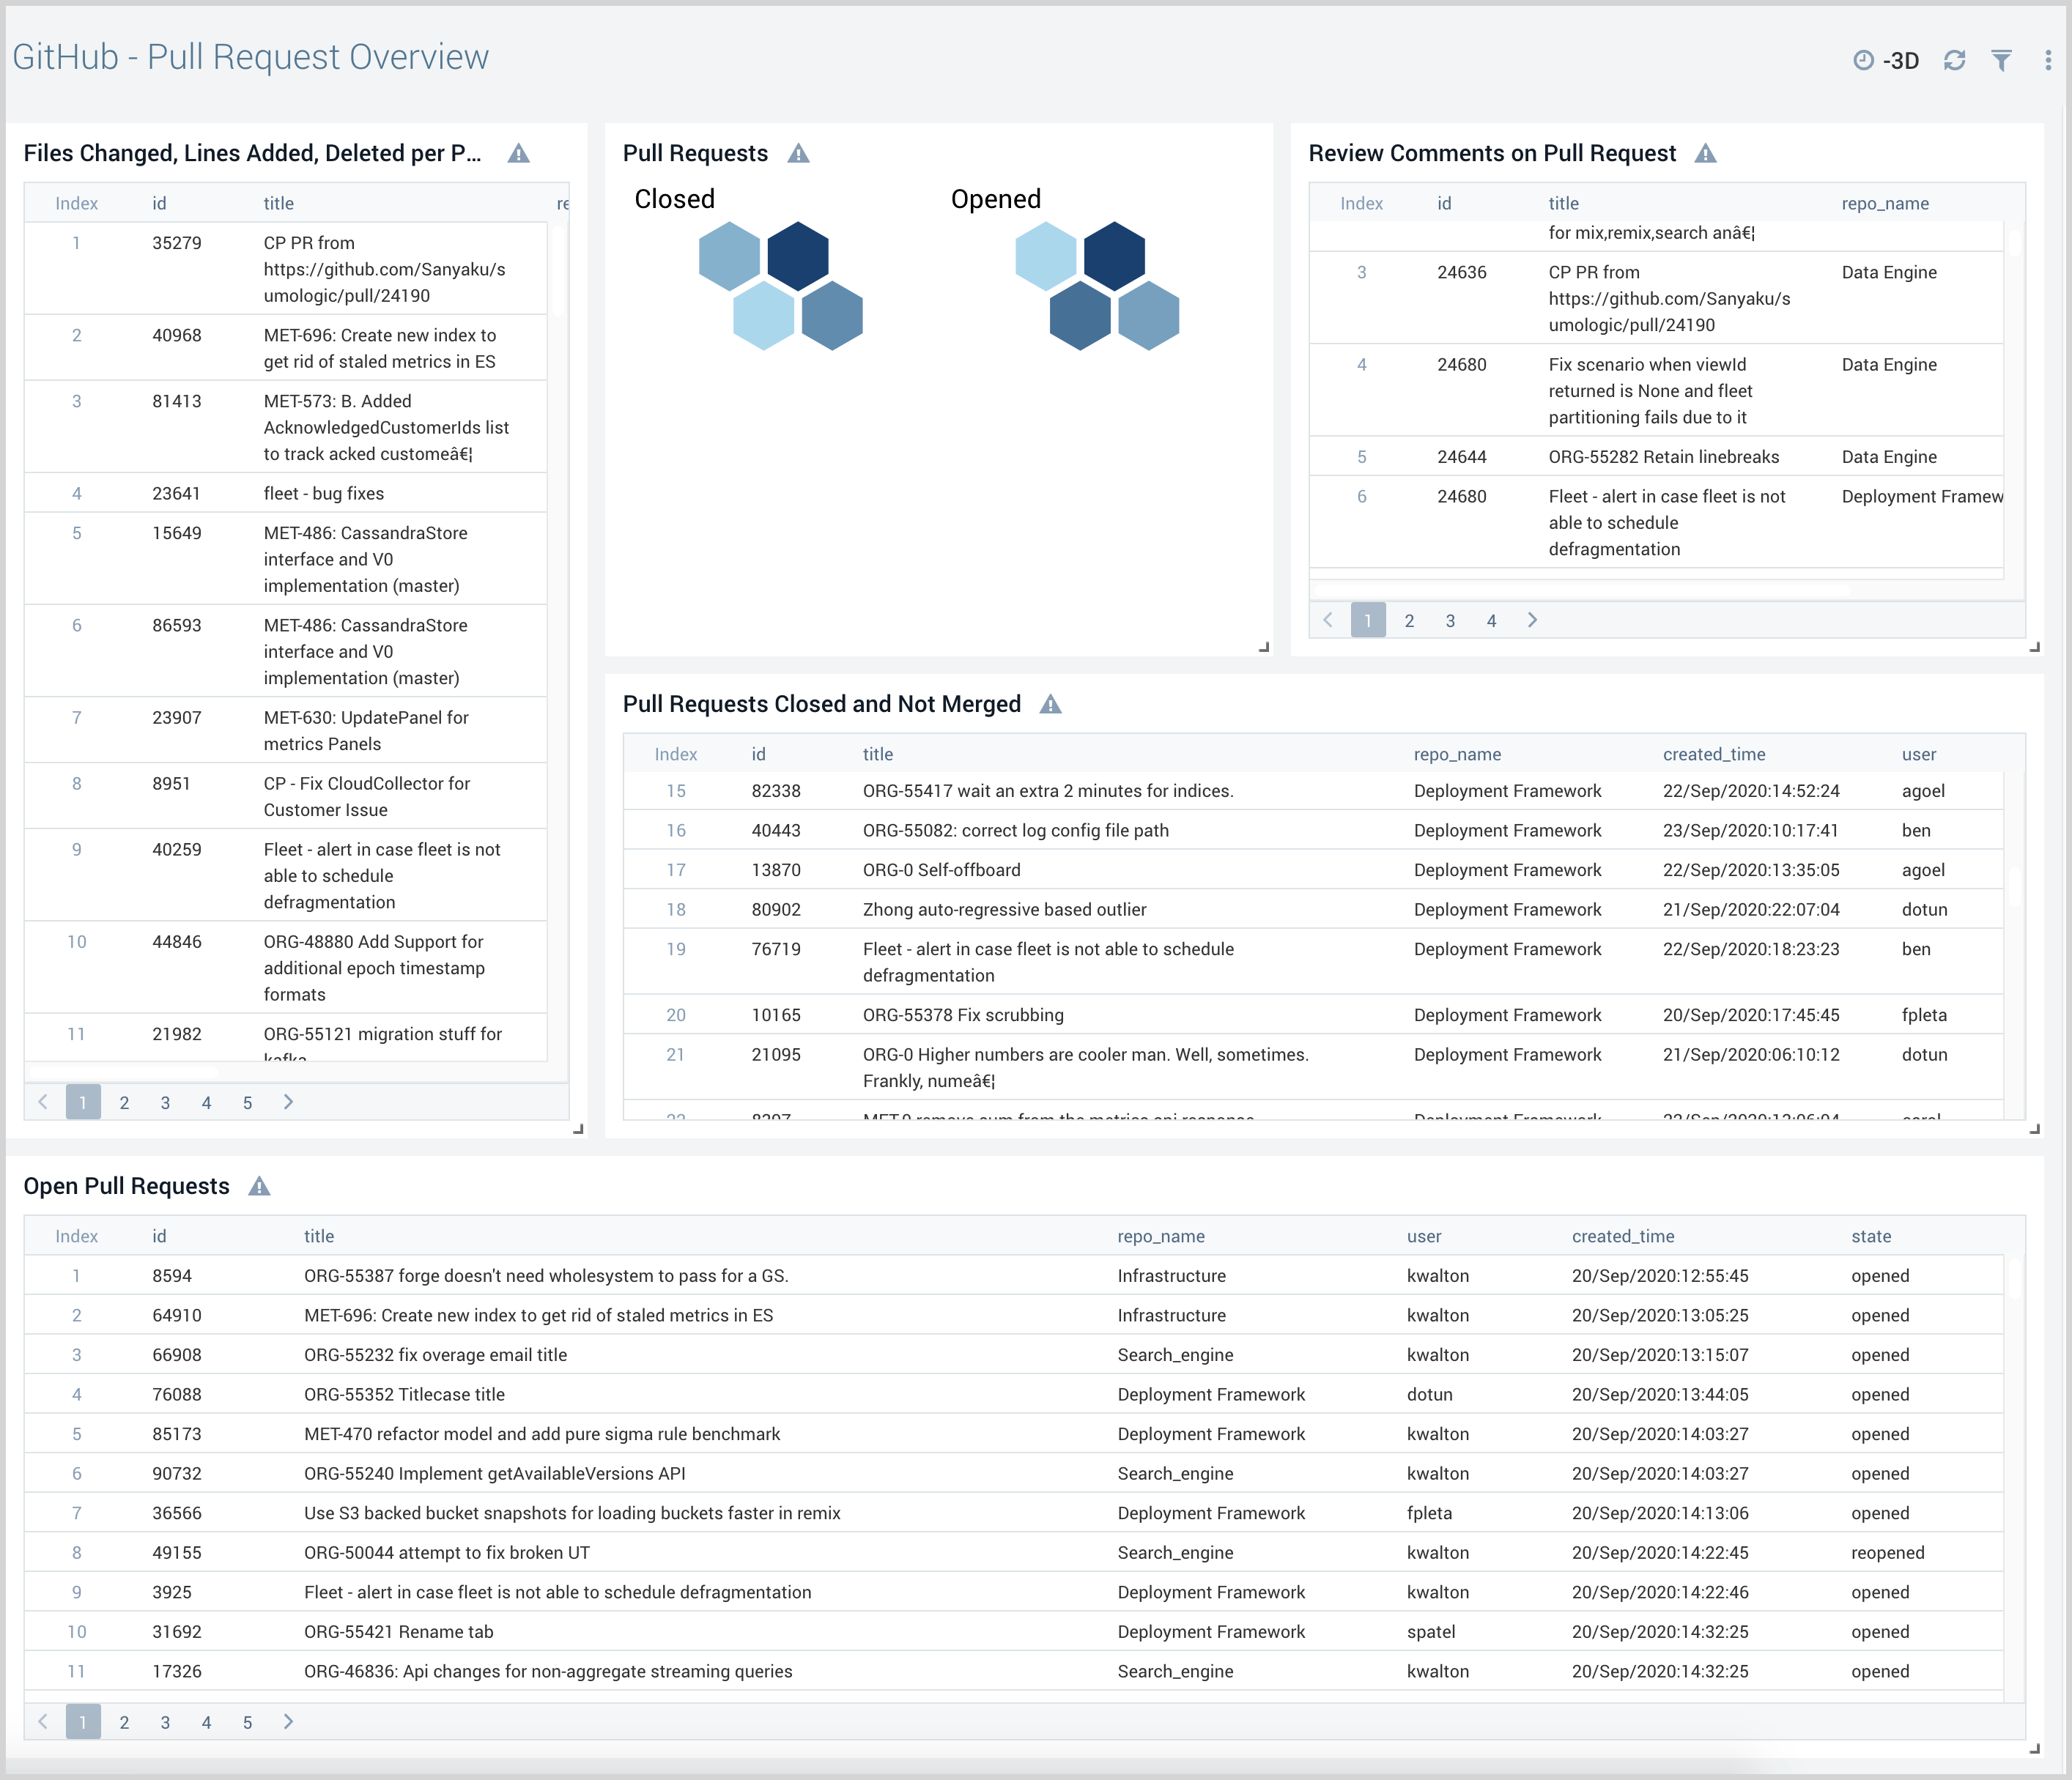 GitHub - Pull Request Overview
-3D
Files Changed, Lines Added, Deleted per P...
Index id title re
1 35279 CP PR from
https://github.com/Sanyaku/s
umologic/pull/24190
2 40968 MET-696: Create new index to
get rid of staled metrics in ES
3 81413 MET-573: B. Added
AcknowledgedCustomerIds list
to track acked customeâ€¦
4 23641 fleet - bug fixes
5 15649 MET-486: CassandraStore
interface and V0
implementation (master)
6 86593 MET-486: CassandraStore
interface and V0
implementation (master)
7 23907 MET-630: UpdatePanel for
metrics Panels
8 8951 CP - Fix CloudCollector for
Customer Issue
9 40259 Fleet - alert in case fleet is not
able to schedule
defragmentation
10 44846 ORG-48880 Add Support for
additional epoch timestamp
formats
11 21982 ORG-55121 migration stuff for
kafka
1 2 3 4 5
Pull Requests
Closed Opened
Review Comments on Pull Request
Index id title repo_name
for mix,remix,search anâ€¦
3 24636 CP PR from Data Engine
https://github.com/Sanyaku/s
umologic/pull/24190
4 24680 Fix scenario when viewId Data Engine
returned is None and fleet
partitioning fails due to it
5 24644 ORG-55282 Retain linebreaks Data Engine
6 24680 Fleet - alert in case fleet is not Deployment Framew
able to schedule
defragmentation
1 2 3 4
Pull Requests Closed and Not Merged
Index id title repo_name created_time user
15 82338 ORG-55417 wait an extra 2 minutes for indices. Deployment Framework 22/Sep/2020:14:52:24 agoel
16 40443 ORG-55082: correct log config file path Deployment Framework 23/Sep/2020:10:17:41 ben
17 13870 ORG-0 Self-offboard Deployment Framework 22/Sep/2020:13:35:05 agoel
18 80902 Zhong auto-regressive based outlier Deployment Framework 21/Sep/2020:22:07:04 dotun
19 76719 Fleet - alert in case fleet is not able to schedule Deployment Framework 22/Sep/2020:18:23:23 ben
defragmentation
20 10165 ORG-55378 Fix scrubbing Deployment Framework 20/Sep/2020:17:45:45 fpleta
21 21095 ORG-0 Higher numbers are cooler man. Well, sometimes. Deployment Framework 21/Sep/2020:06:10:12 dotun
Frankly, numeâ€¦
Open Pull Requests
Index id title repo_name user created_time state
1 8594 ORG-55387 forge doesn't need wholesystem to pass for a GS. Infrastructure kwalton 20/Sep/2020:12:55:45 opened
2 64910 MET-696: Create new index to get rid of staled metrics in ES Infrastructure kwalton 20/Sep/2020:13:05:25 opened
3 66908 ORG-55232 fix overage email title Search_engine kwalton 20/Sep/2020:13:15:07 opened
4 76088 ORG-55352 Titlecase title Deployment Framework dotun 20/Sep/2020:13:44:05 opened
5 85173 MET-470 refactor model and add pure sigma rule benchmark Deployment Framework kwalton 20/Sep/2020:14:03:27 opened
6 90732 ORG-55240 Implement getAvailableVersions API Search_engine kwalton 20/Sep/2020:14:03:27 opened
7 36566 Use S3 backed bucket snapshots for loading buckets faster in remix Deployment Framework fpleta 20/Sep/2020:14:13:06 opened
8 49155 ORG-50044 attempt to fix broken UT Search_engine kwalton 20/Sep/2020:14:22:45 reopened
9 3925 Fleet - alert in case fleet is not able to schedule defragmentation Deployment Framework kwalton 20/Sep/2020:14:22:46 opened
10 31692 ORG-55421 Rename tab Deployment Framework spatel 20/Sep/2020:14:32:25 opened
11 17326 ORG-46836: Api changes for non-aggregate streaming queries Search_engine kwalton 20/Sep/2020:14:32:25 opened
1 2 3 4 5